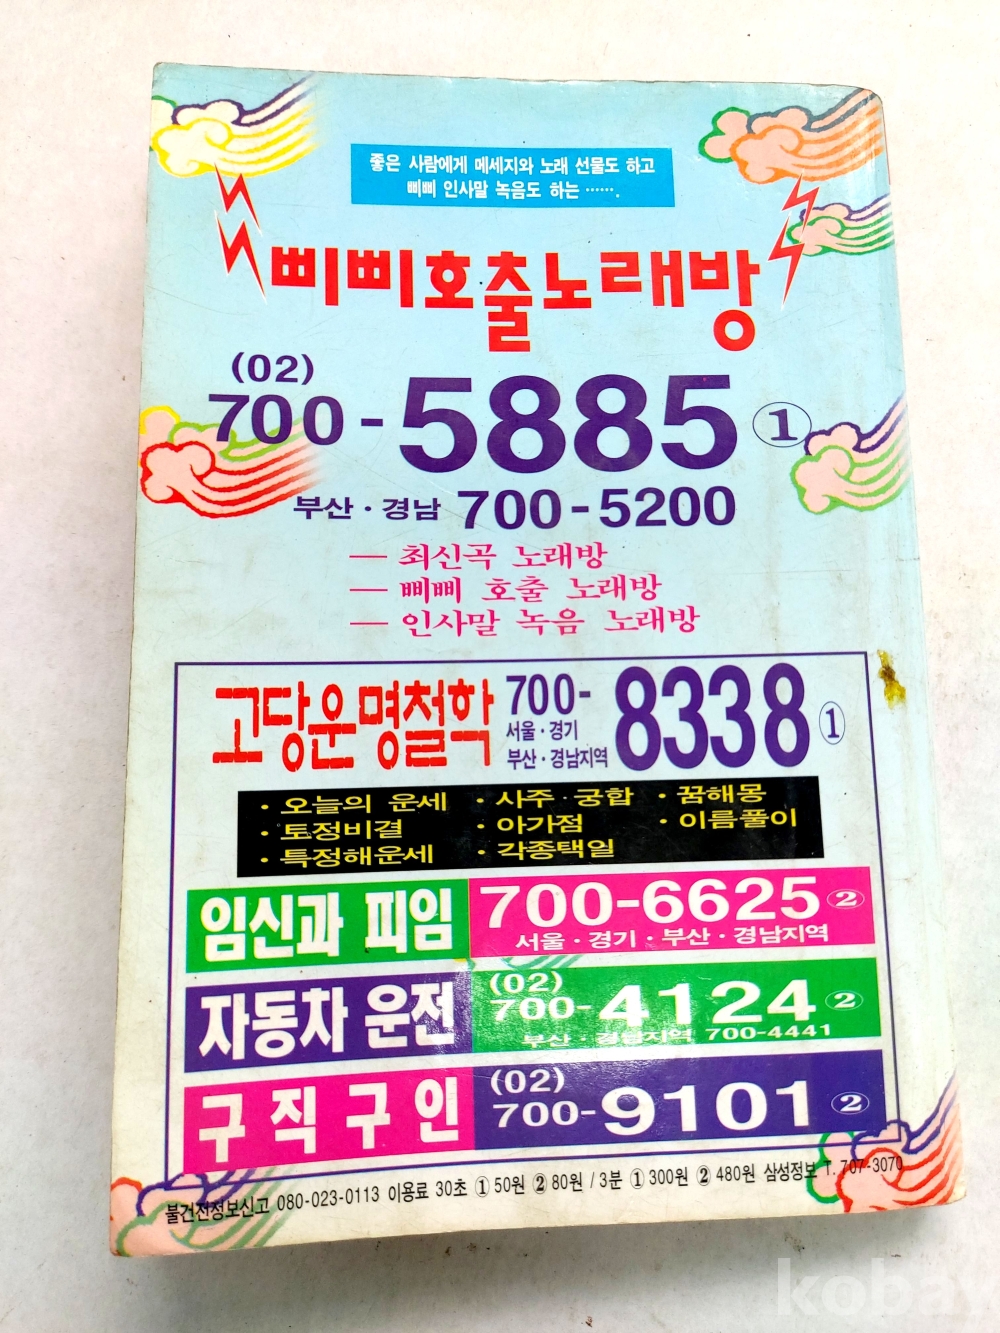 좋은 사람에게 메세지와 노래 선물도 하고
삐삐 인사말 녹음도 하는 ······.
삐삐호출노래방
(02)
700-5885 ①
부산·경남 700-5200
— 최신곡 노래방
— 삐삐 호출 노래방
— 인사말 녹음 노래방
고당운명철학 700-8338 ①
서울·경기
부산·경남지역
·오늘의 운세 ·사주·궁합 ·꿈해몽
·토정비결 ·아가점 ·이름풀이
·특정해운세 ·각종택일
임신과 피임 700-6625 ②
서울·경기·부산·경남지역
자동차 운전 (02) 700-4124 ②
부산·경남지역 700-4441
구직구인 (02) 700-9101 ②
불건전정보신고 080-023-0113 이용료 30초 ①50원 ②80원 / 3분 ①300원 ②480원 삼성정보 T. 707-3070
kobay